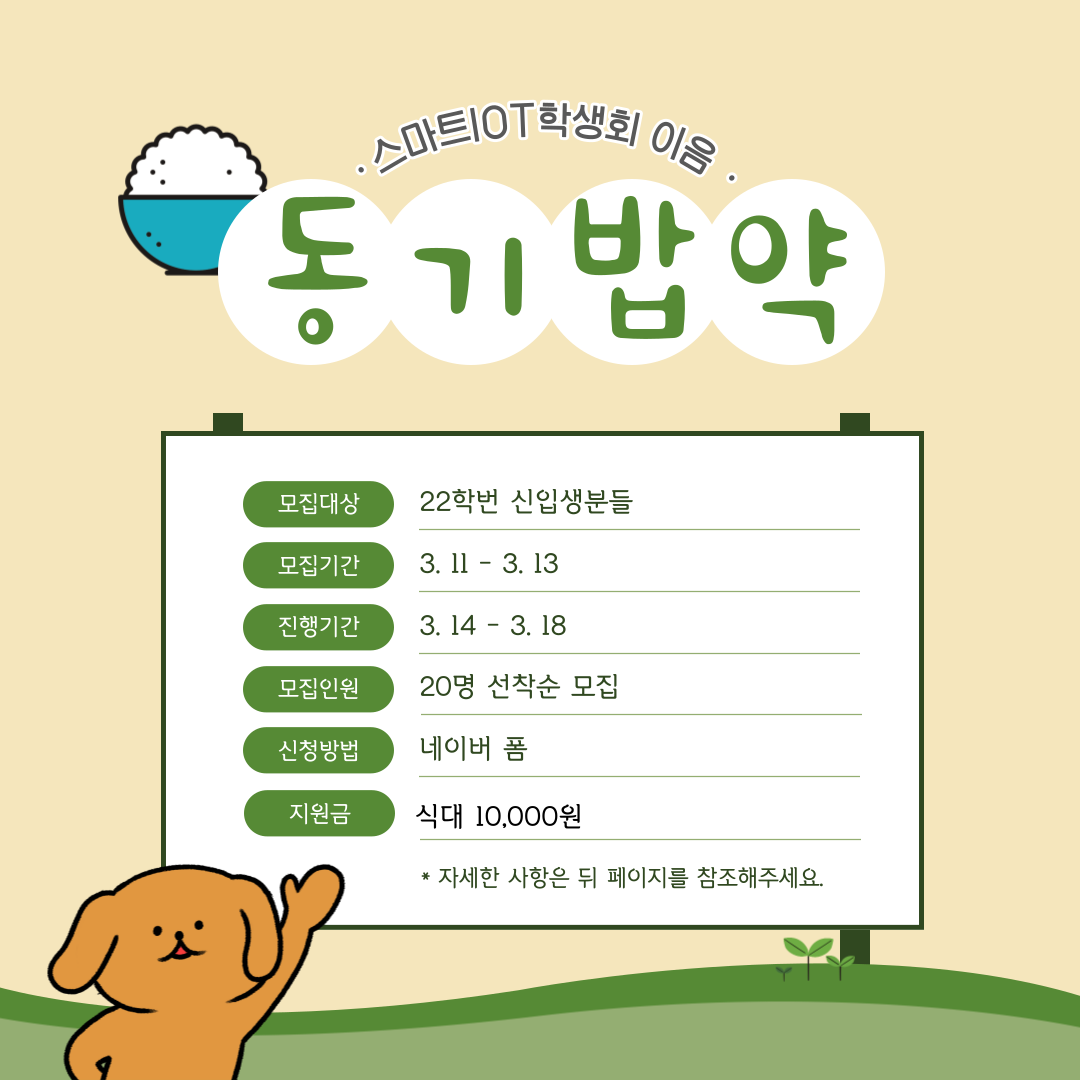 · 스마트IOT학생회 이음 ·
동기밥약
모집대상 22학번 신입생분들
모집기간 3. 11 - 3. 13
진행기간 3. 14 - 3. 18
모집인원 20명 선착순 모집
신청방법 네이버 폼
지원금 식대 10,000원
* 자세한 사항은 뒤 페이지를 참조해주세요.